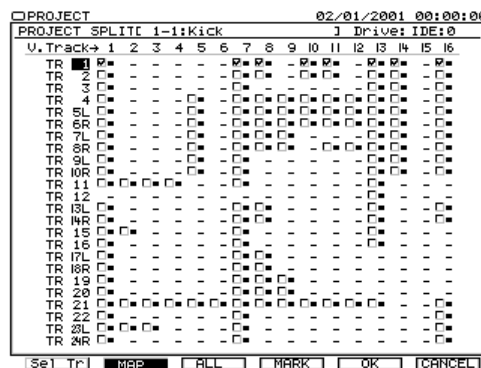 PROJECT 02/01/2001 00:00:00
PROJECT SPLIT[ 1-1:Kick ] Drive:IDE:0
V.Track→ 1 2 3 4 5 6 7 8 9 10 11 12 13 14 15 16
TR 1
TR 2
TR 3
TR 4
TR 5L
TR 6R
TR 7L
TR 8R
TR 9L
TR 10R
TR 11
TR 12
TR 13L
TR 14R
TR 15
TR 16
TR 17L
TR 18R
TR 19
TR 20
TR 21
TR 22
TR 23L
TR 24R
Sel Tr MAP ALL MARK OK CANCEL